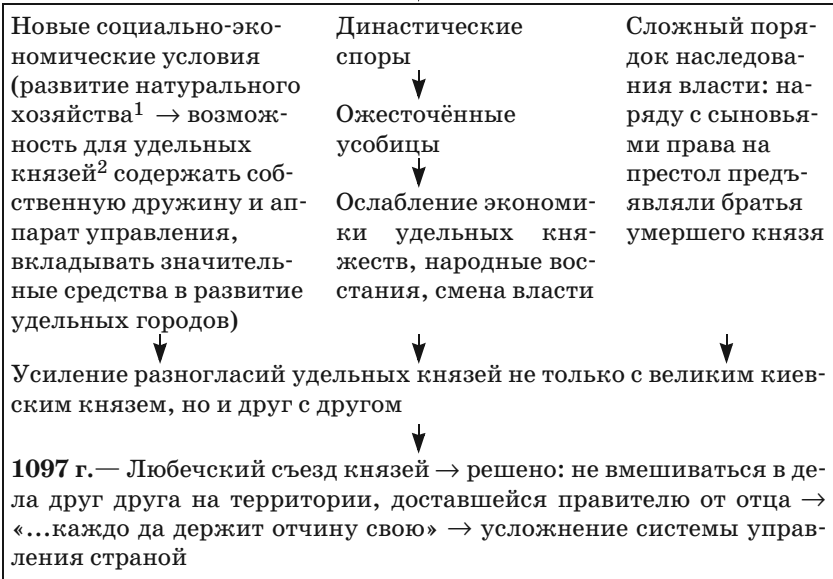 Новые социально-эко-
номические условия
(развитие натурального
хозяйства1 → возмож-
ность для удельных
князей2 содержать соб-
ственную дружину и ап-
парат управления,
вкладывать значитель-
ные средства в развитие
удельных городов)
Династические
споры
Ожесточённые
усобицы
Ослабление экономи-
ки удельных кня-
жеств, народные вос-
стания, смена власти
Сложный поря-
док наследова-
ния власти: на-
ряду с сыновья-
ми права на
престол предъ-
являли братья
умершего князя
Усиление разногласий удельных князей не только с великим киев-
ским князем, но и друг с другом
1097 г.— Любечский съезд князей → решено: не вмешиваться в де-
ла друг друга на территории, доставшейся правителю от отца →
«...каждо да держит отчину свою» → усложнение системы управ-
ления страной